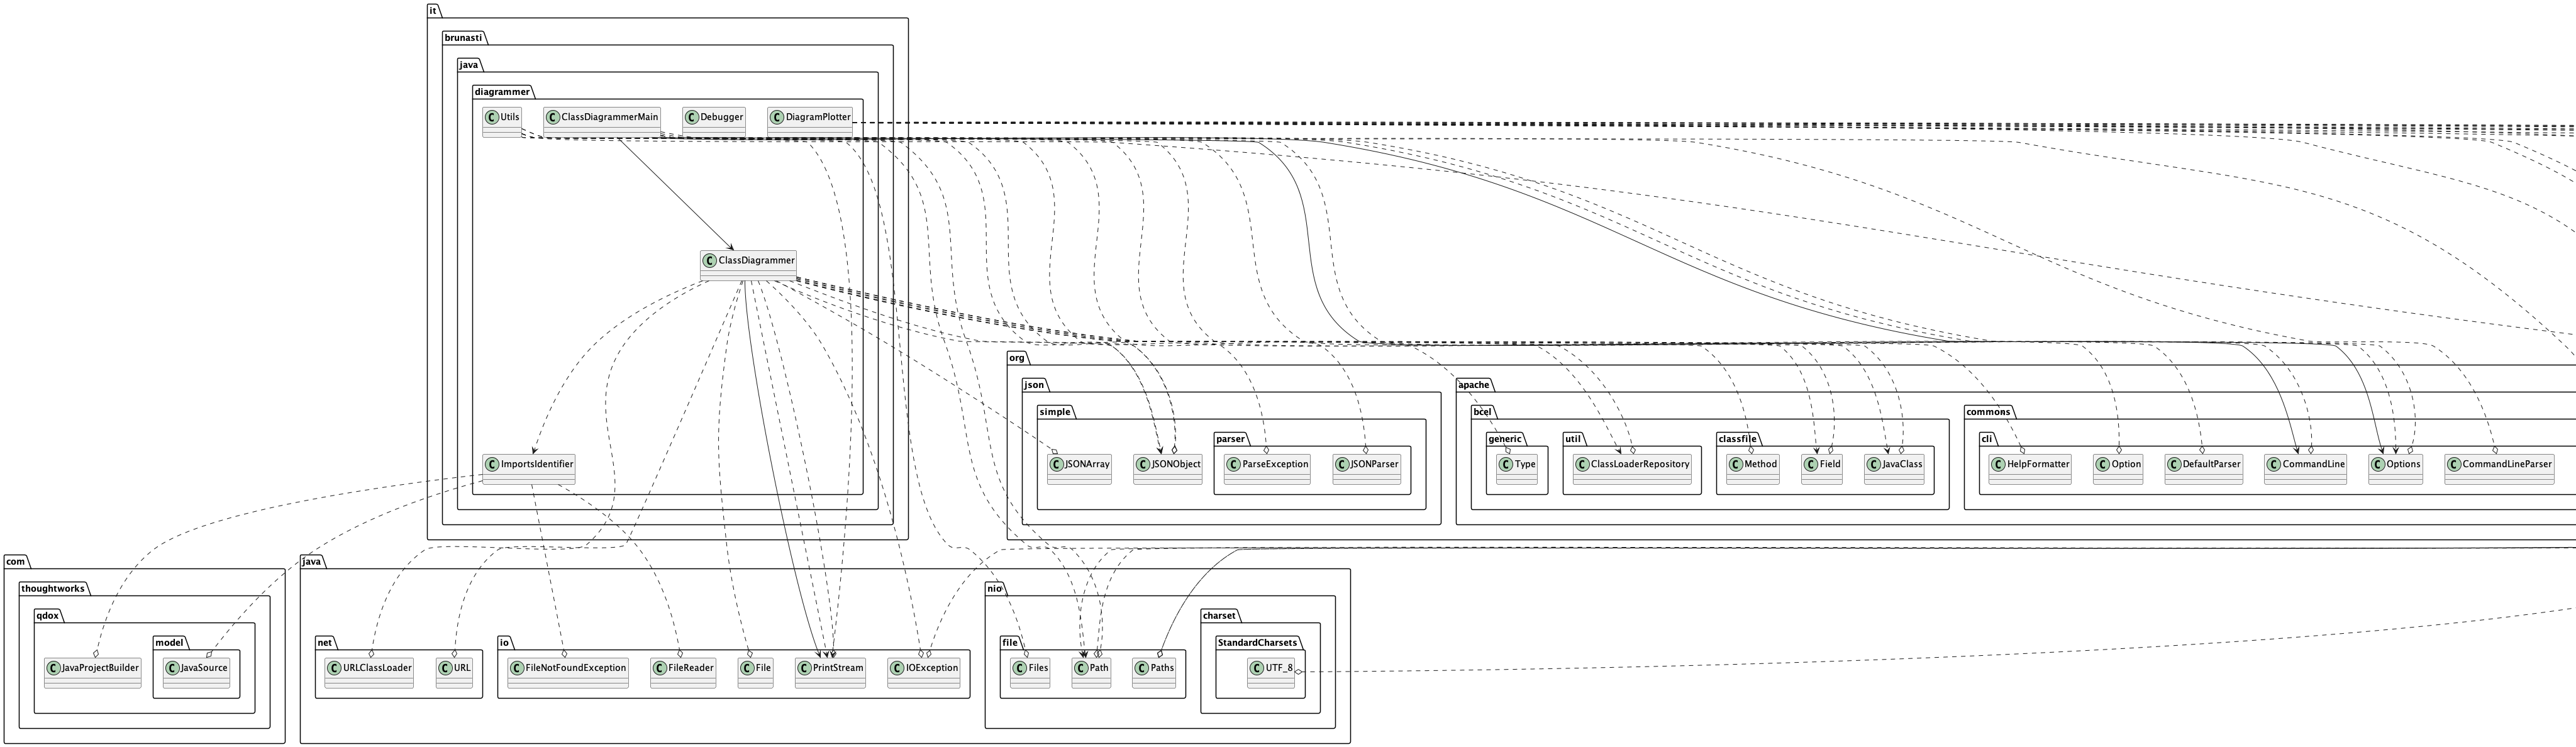 it
brunasti
java
diagrammer
C Utils
C ClassDiagrammerMain
C Debugger
C DiagramPlotter
C ClassDiagrammer
C ImportsIdentifier
org
json
simple
C JSONArray
C JSONObject
parser
C ParseException
C JSONParser
apache
bcel
generic
C Type
util
C ClassLoaderRepository
classfile
C Method
C Field
C JavaClass
commons
cli
C HelpFormatter
C Option
C DefaultParser
C CommandLine
C Options
C CommandLineParser
com
thoughtworks
qdox
C JavaProjectBuilder
model
C JavaSource
java
net
C URLClassLoader
C URL
io
C FileNotFoundException
C FileReader
C File
C PrintStream
C IOException
nio
file
C Files
C Path
C Paths
charset
StandardCharsets
C UTF_8